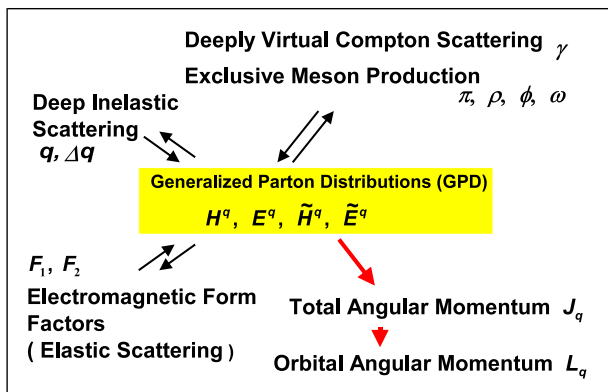 Deeply Virtual Compton Scattering γ
Exclusive Meson Production
π, ρ, ϕ, ω
Deep Inelastic
Scattering
q, Δq
Generalized Parton Distributions (GPD)
H^q, E^q, H̃^q, Ẽ^q
F₁, F₂
Electromagnetic Form
Factors
( Elastic Scattering )
Total Angular Momentum J_q
Orbital Angular Momentum L_q